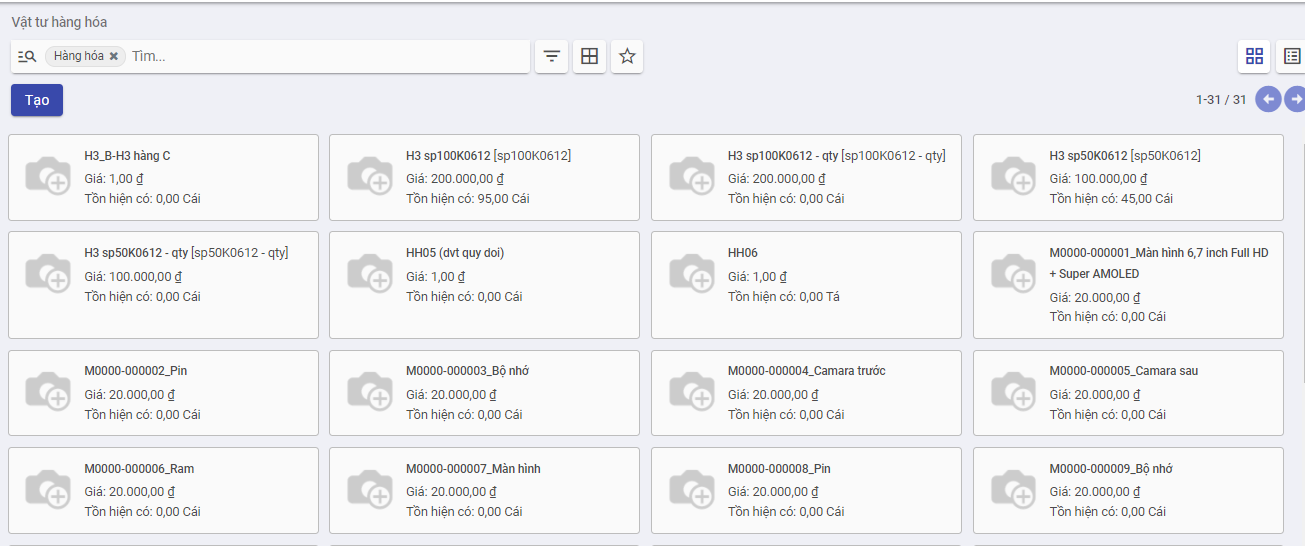 Vật tư hàng hóa
Hàng hóa ✖ Tìm...
Tạo
1-31 / 31
H3_B-H3 hàng C
Giá: 1,00 ₫
Tồn hiện có: 0,00 Cái
H3 sp100K0612 [sp100K0612]
Giá: 200.000,00 ₫
Tồn hiện có: 95,00 Cái
H3 sp100K0612 - qty [sp100K0612 - qty]
Giá: 200.000,00 ₫
Tồn hiện có: 0,00 Cái
H3 sp50K0612 [sp50K0612]
Giá: 100.000,00 ₫
Tồn hiện có: 45,00 Cái
H3 sp50K0612 - qty [sp50K0612 - qty]
Giá: 100.000,00 ₫
Tồn hiện có: 0,00 Cái
HH05 (dvt quy doi)
Giá: 1,00 ₫
Tồn hiện có: 0,00 Cái
HH06
Giá: 1,00 ₫
Tồn hiện có: 0,00 Tá
M0000-000001_Màn hình 6,7 inch Full HD
+ Super AMOLED
Giá: 20.000,00 ₫
Tồn hiện có: 0,00 Cái
M0000-000002_Pin
Giá: 20.000,00 ₫
Tồn hiện có: 0,00 Cái
M0000-000003_Bộ nhớ
Giá: 20.000,00 ₫
Tồn hiện có: 0,00 Cái
M0000-000004_Camara trước
Giá: 20.000,00 ₫
Tồn hiện có: 0,00 Cái
M0000-000005_Camara sau
Giá: 20.000,00 ₫
Tồn hiện có: 0,00 Cái
M0000-000006_Ram
Giá: 20.000,00 ₫
Tồn hiện có: 0,00 Cái
M0000-000007_Màn hình
Giá: 20.000,00 ₫
Tồn hiện có: 0,00 Cái
M0000-000008_Pin
Giá: 20.000,00 ₫
Tồn hiện có: 0,00 Cái
M0000-000009_Bộ nhớ
Giá: 20.000,00 ₫
Tồn hiện có: 0,00 Cái